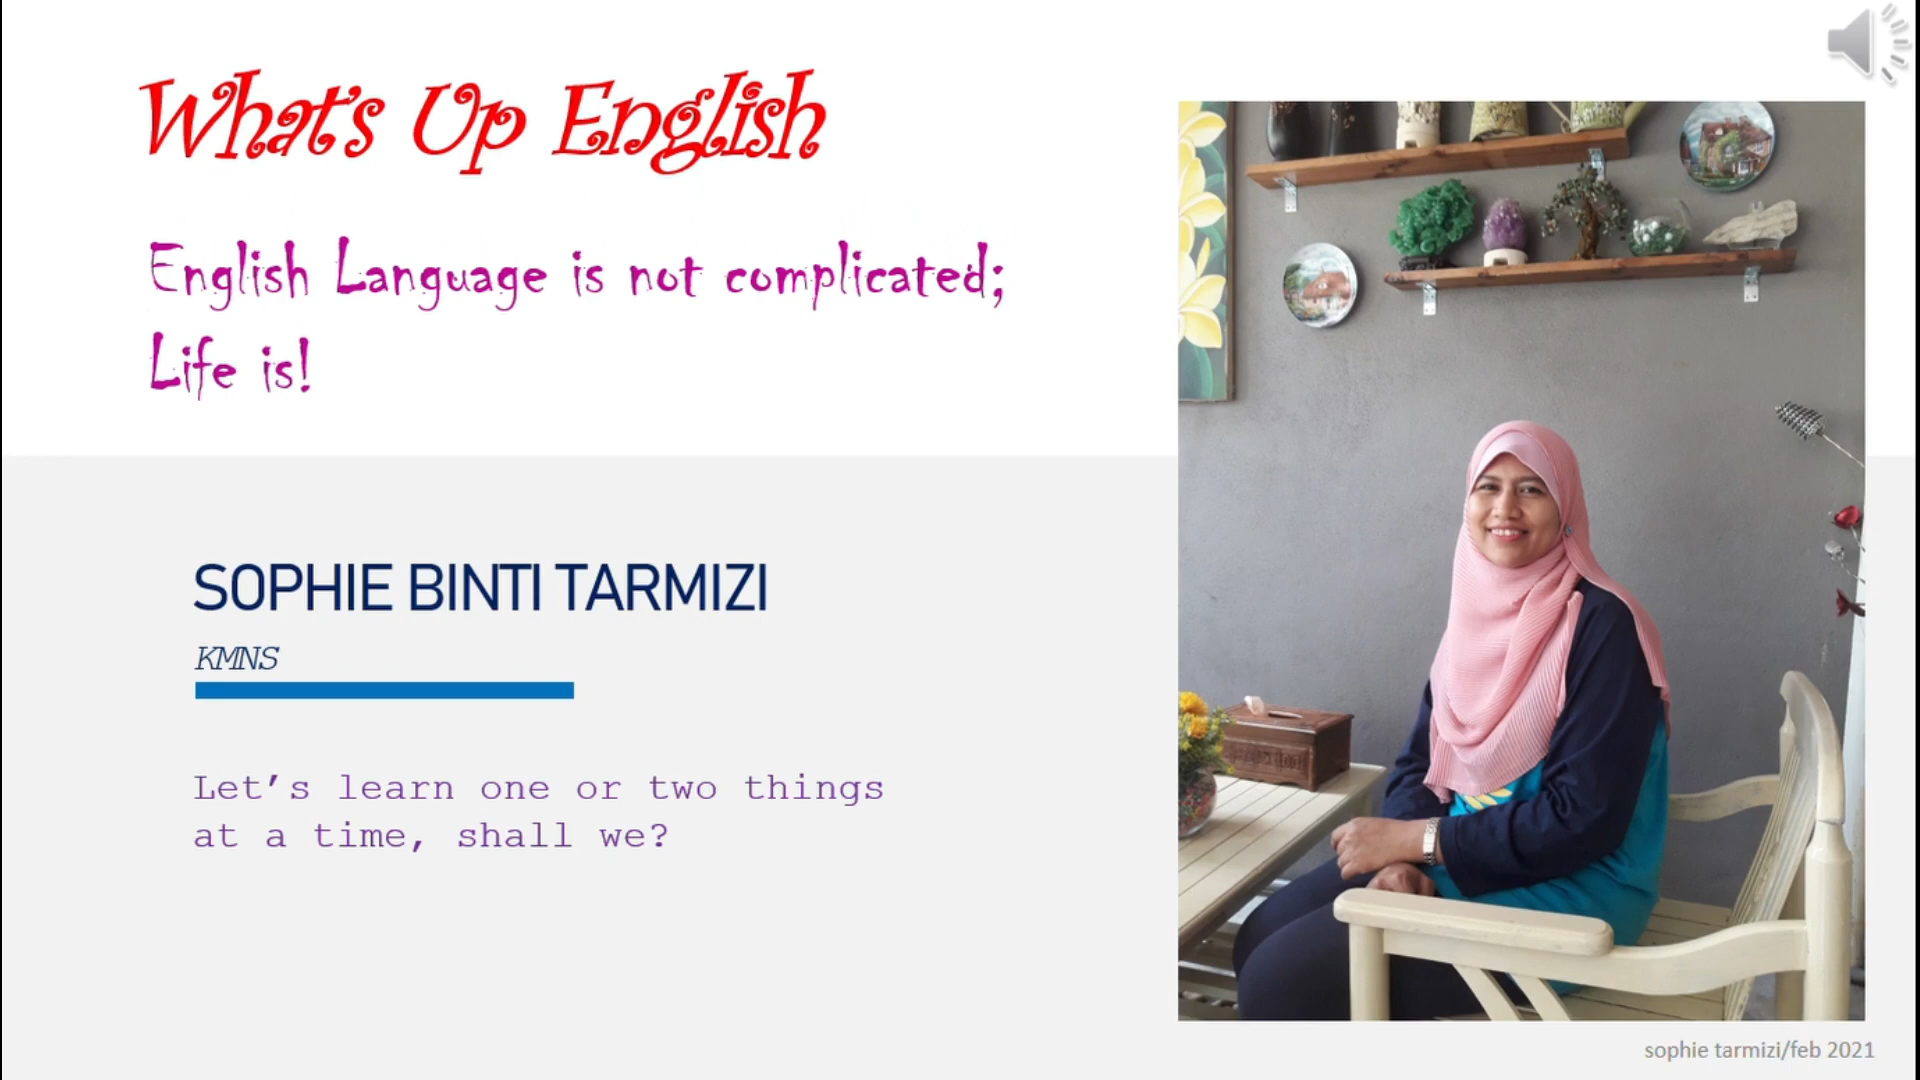 What's Up English
English Language is not complicated;
Life is!
SOPHIE BINTI TARMIZI
KMNS
Let's learn one or two things
at a time, shall we?
sophie tarmizi/feb 2021